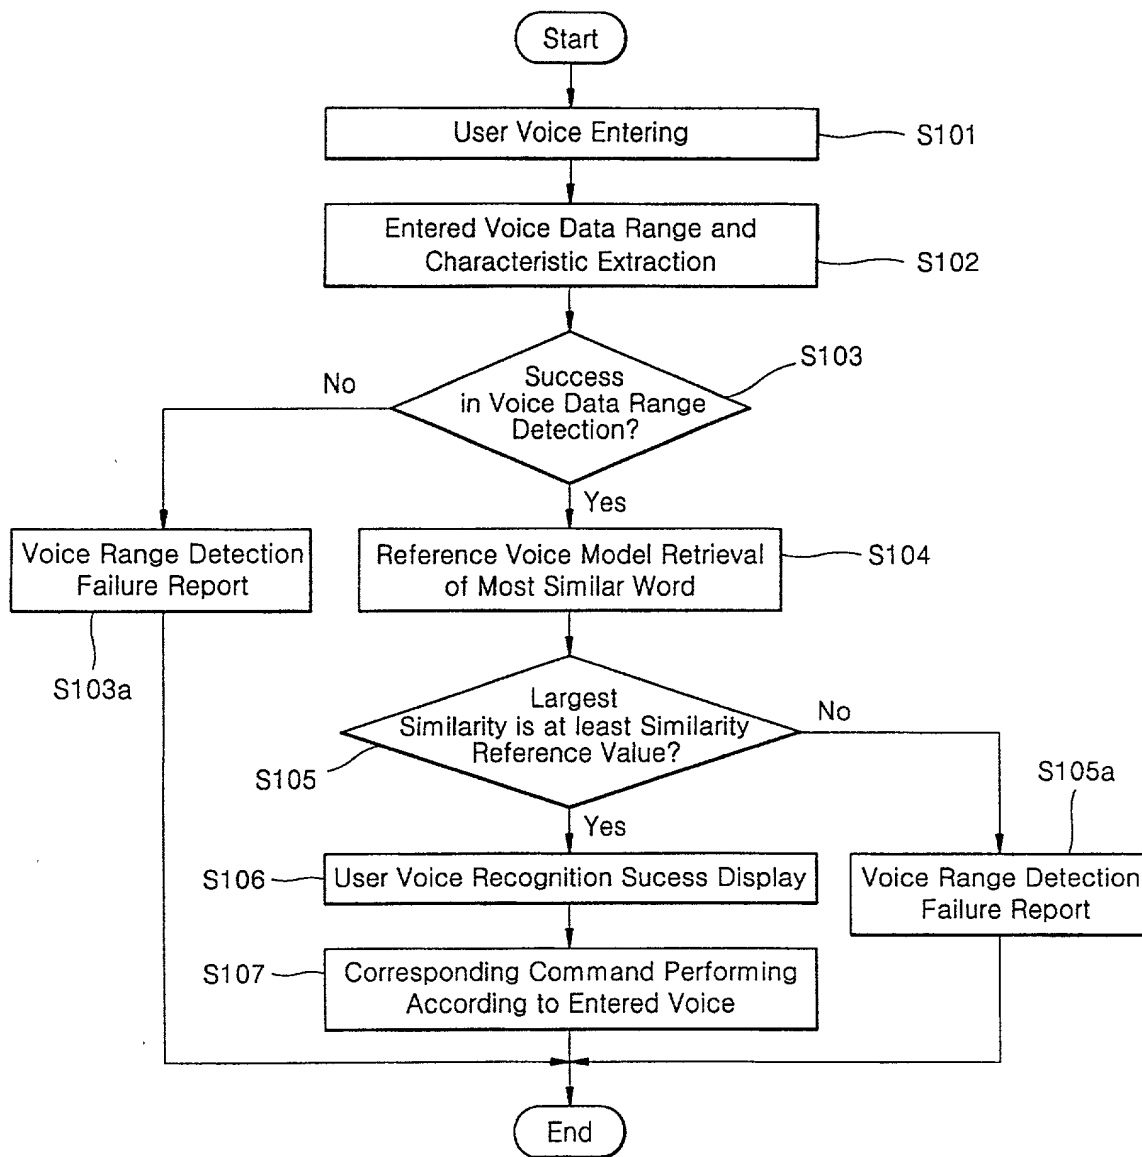 Start
User Voice Entering
S101
Entered Voice Data Range and
Characteristic Extraction
S102
S103
No
Success
in Voice Data Range
Detection?
Yes
Voice Range Detection
Failure Report
S103a
Reference Voice Model Retrieval
of Most Similar Word
S104
Largest
Similarity is at least Similarity
Reference Value?
S105
No
Yes
S105a
S106
User Voice Recognition Sucess Display
Voice Range Detection
Failure Report
S107
Corresponding Command Performing
According to Entered Voice
End